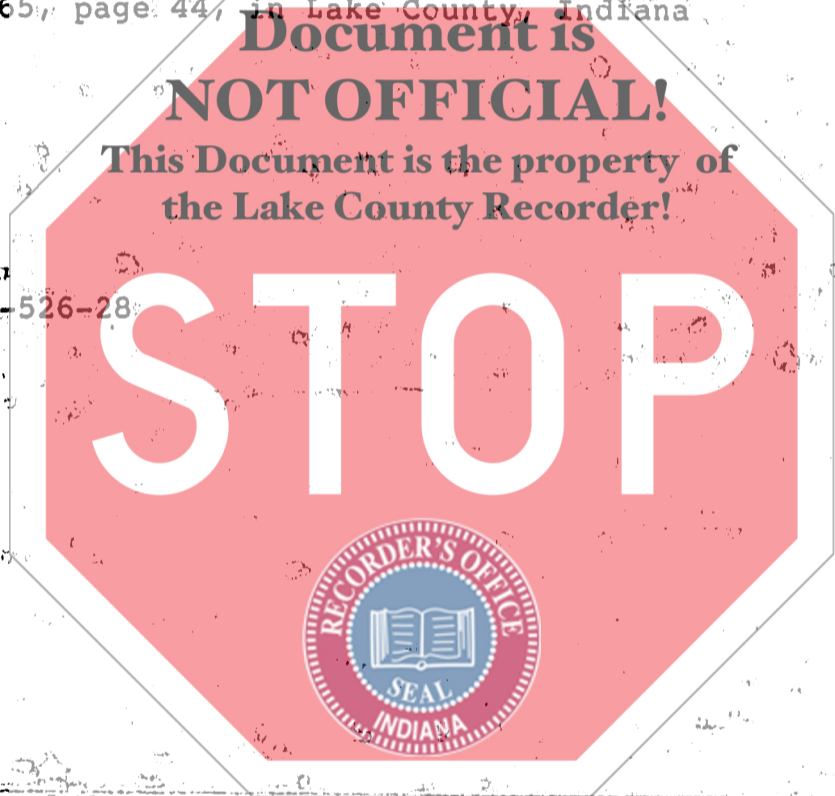 65, page 44, in Lake County, Indiana
Document is
NOT OFFICIAL!
This Document is the property of
the Lake County Recorder!
-526-28
STOP
RECORDER'S OFFICE
SEAL
INDIANA